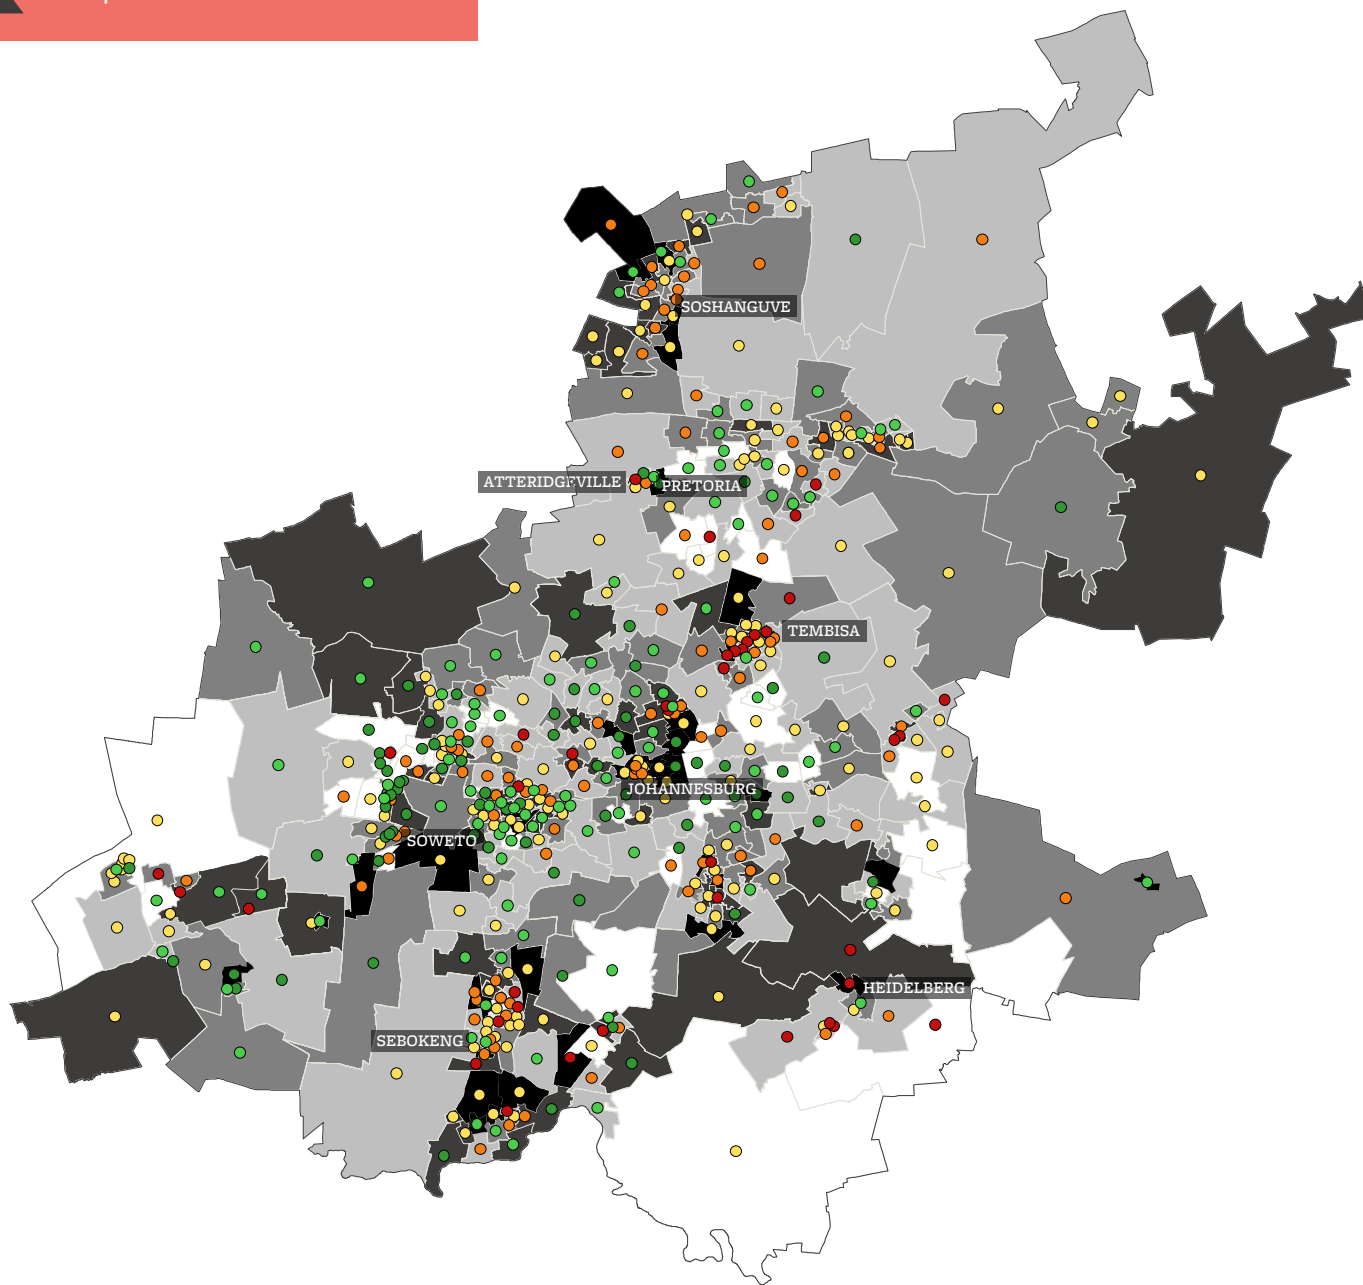 SOSHANGUVE
ATTERIDGEVILLE
PRETORIA
TEMBISA
JOHANNESBURG
SOWETO
HEIDELBERG
SEBOKENG